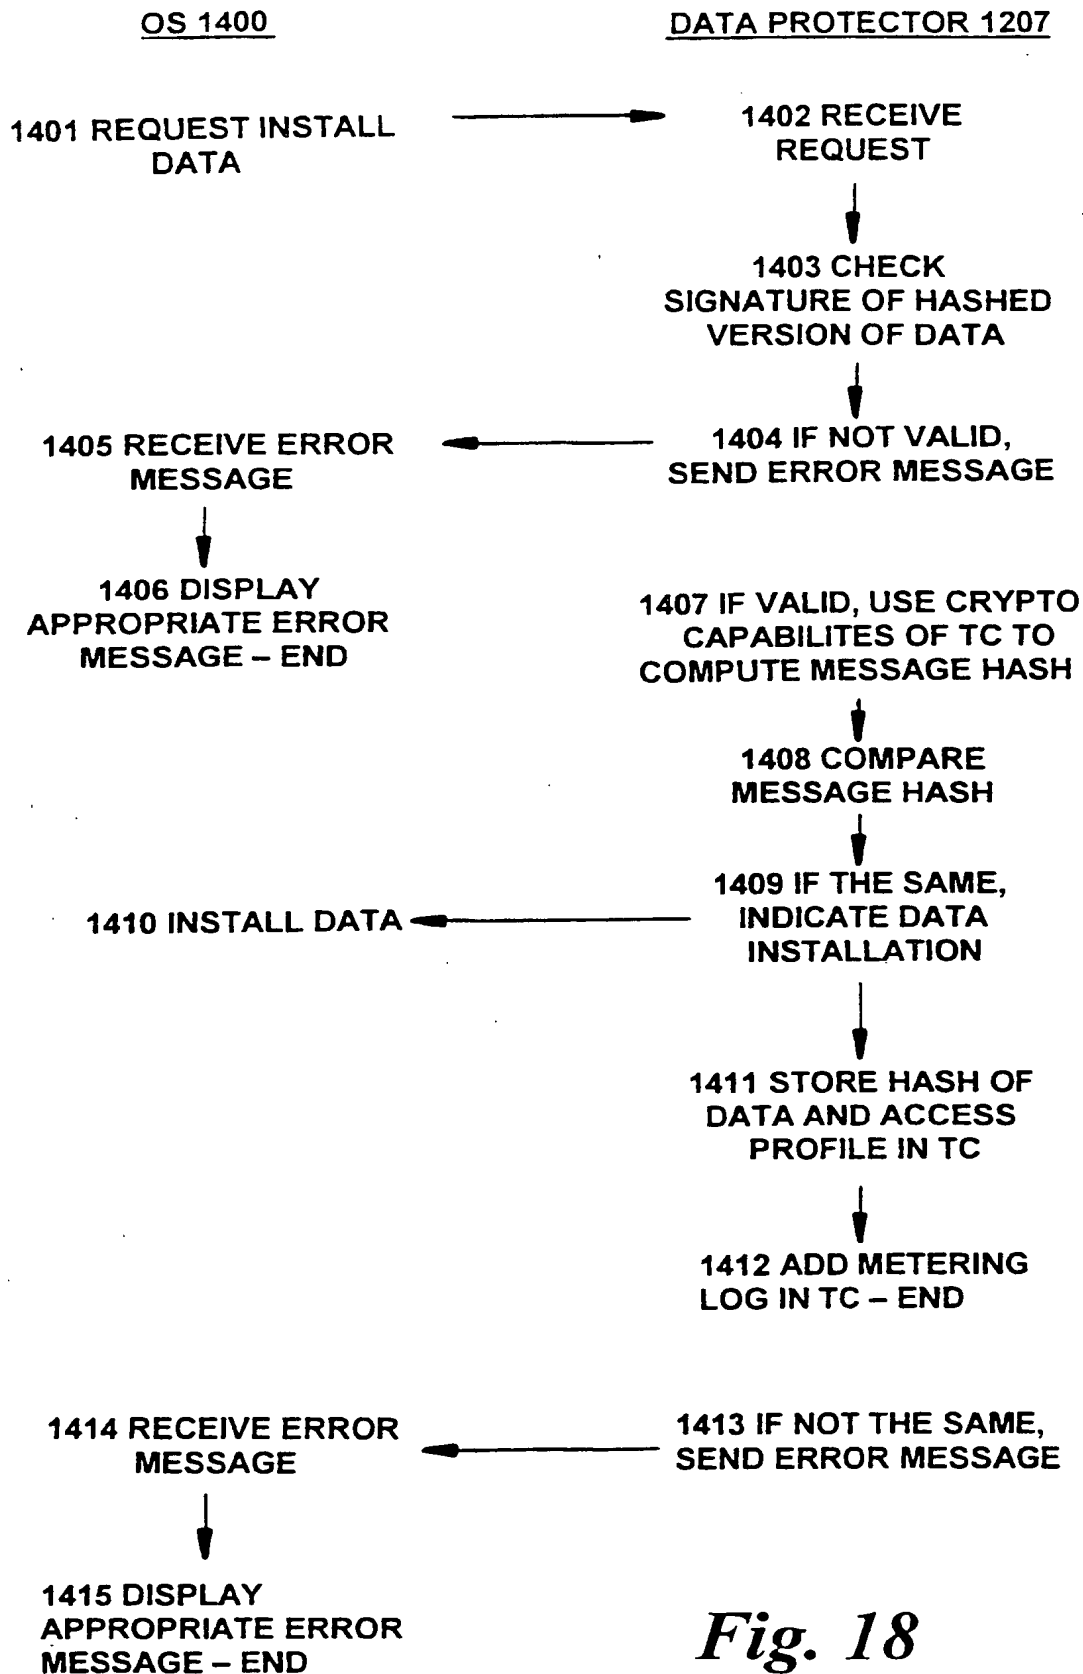 OS 1400
DATA PROTECTOR 1207
1401 REQUEST INSTALL
DATA
1402 RECEIVE
REQUEST
1403 CHECK
SIGNATURE OF HASHED
VERSION OF DATA
1404 IF NOT VALID,
SEND ERROR MESSAGE
1405 RECEIVE ERROR
MESSAGE
1406 DISPLAY
APPROPRIATE ERROR
MESSAGE – END
1407 IF VALID, USE CRYPTO
CAPABILITES OF TC TO
COMPUTE MESSAGE HASH
1408 COMPARE
MESSAGE HASH
1409 IF THE SAME,
INDICATE DATA
INSTALLATION
1410 INSTALL DATA
1411 STORE HASH OF
DATA AND ACCESS
PROFILE IN TC
1412 ADD METERING
LOG IN TC – END
1413 IF NOT THE SAME,
SEND ERROR MESSAGE
1414 RECEIVE ERROR
MESSAGE
1415 DISPLAY
APPROPRIATE ERROR
MESSAGE – END
Fig. 18